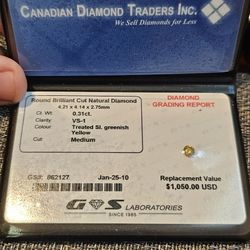 CANADIAN DIAMOND TRADERS INC.
We Sell Diamonds for Less
Round Brilliant Cut Natural Diamond
4.21 x 4.14 x 2.75mm
DIAMOND
GRADING REPORT
Ct. Wt. 0.31ct.
Clarity VS-1
Colour Treated Sl. greenish
Yellow
Cut Medium
GS#: 862127 Jan-25-10
Replacement Value
$1,050.00 USD
GS LABORATORIES
SINCE 1985